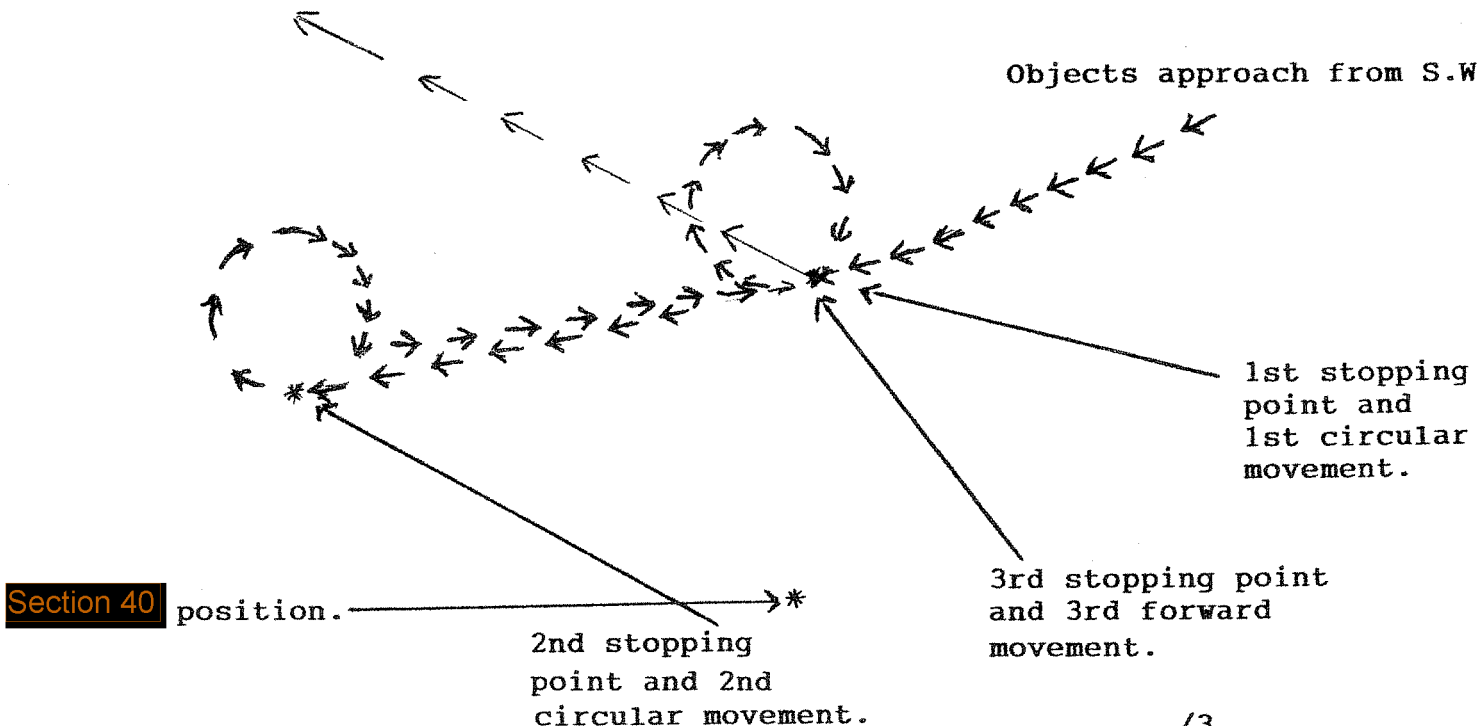 Objects approach from S.W
1st stopping
point and
1st circular
movement.
3rd stopping point
and 3rd forward
movement.
Section 40 position.
2nd stopping
point and 2nd
circular movement.
/3